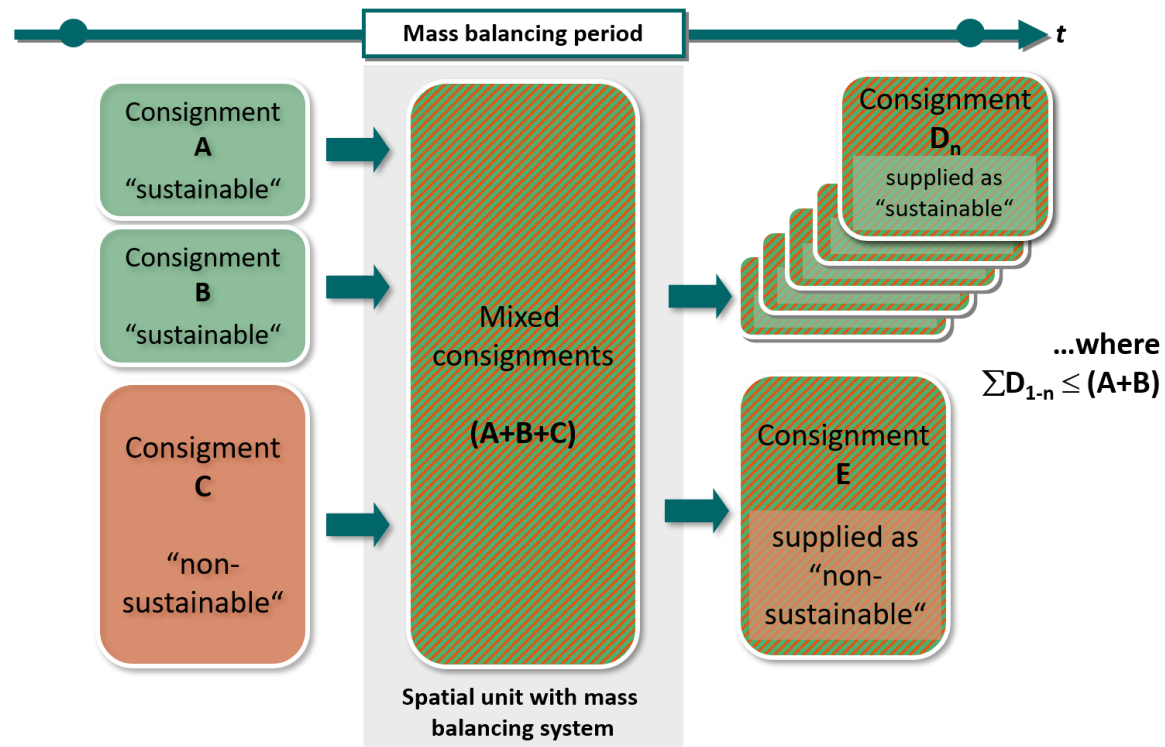 Mass balancing period
t
Consignment
A
“sustainable“
Consignment
B
“sustainable“
Consigment
C
“non-
sustainable“
Mixed
consignments
(A+B+C)
Spatial unit with mass
balancing system
Consignment
Dn
supplied as
“sustainable“
…where
∑D1-n ≤ (A+B)
Consignment
E
supplied as
“non-
sustainable“